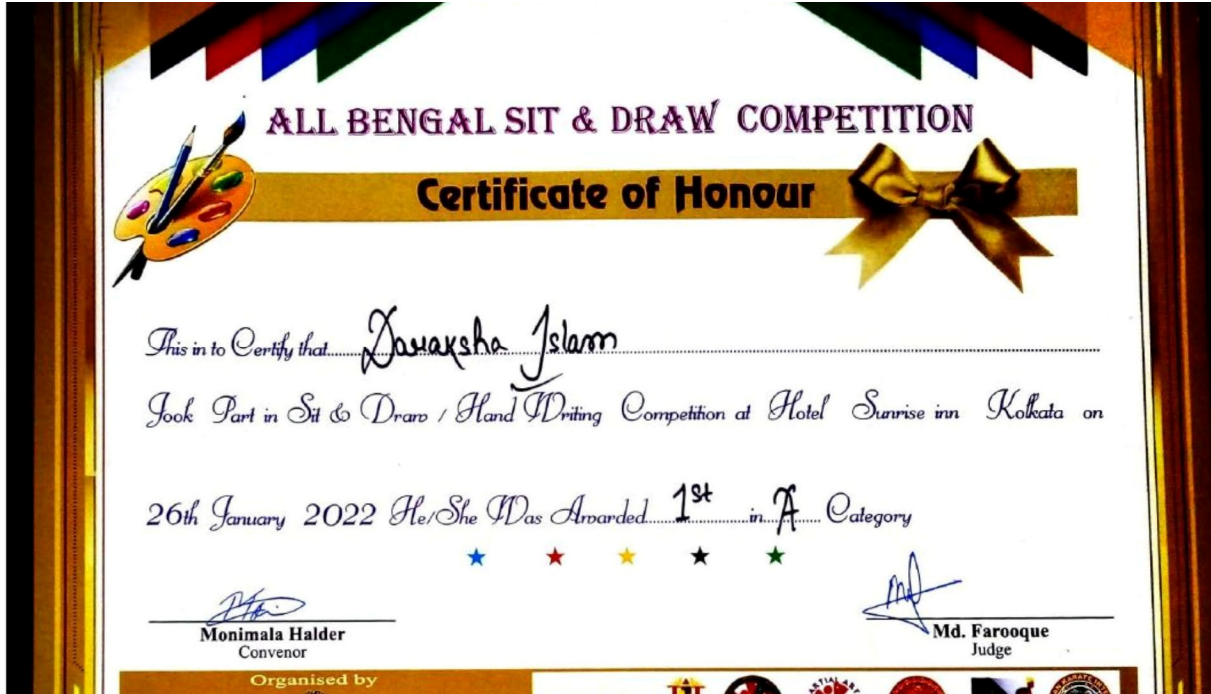 ALL BENGAL SIT & DRAW COMPETITION
Certificate of Honour
This in to Certify that Daraksha Islam
Took Part in Sit & Draw / Hand Writing Competition at Hotel Sunrise inn Kolkata on
26th January 2022 He/She Was Awarded 1st in A Category
Monimala Halder
Convenor
Md. Farooque
Judge
Organised by